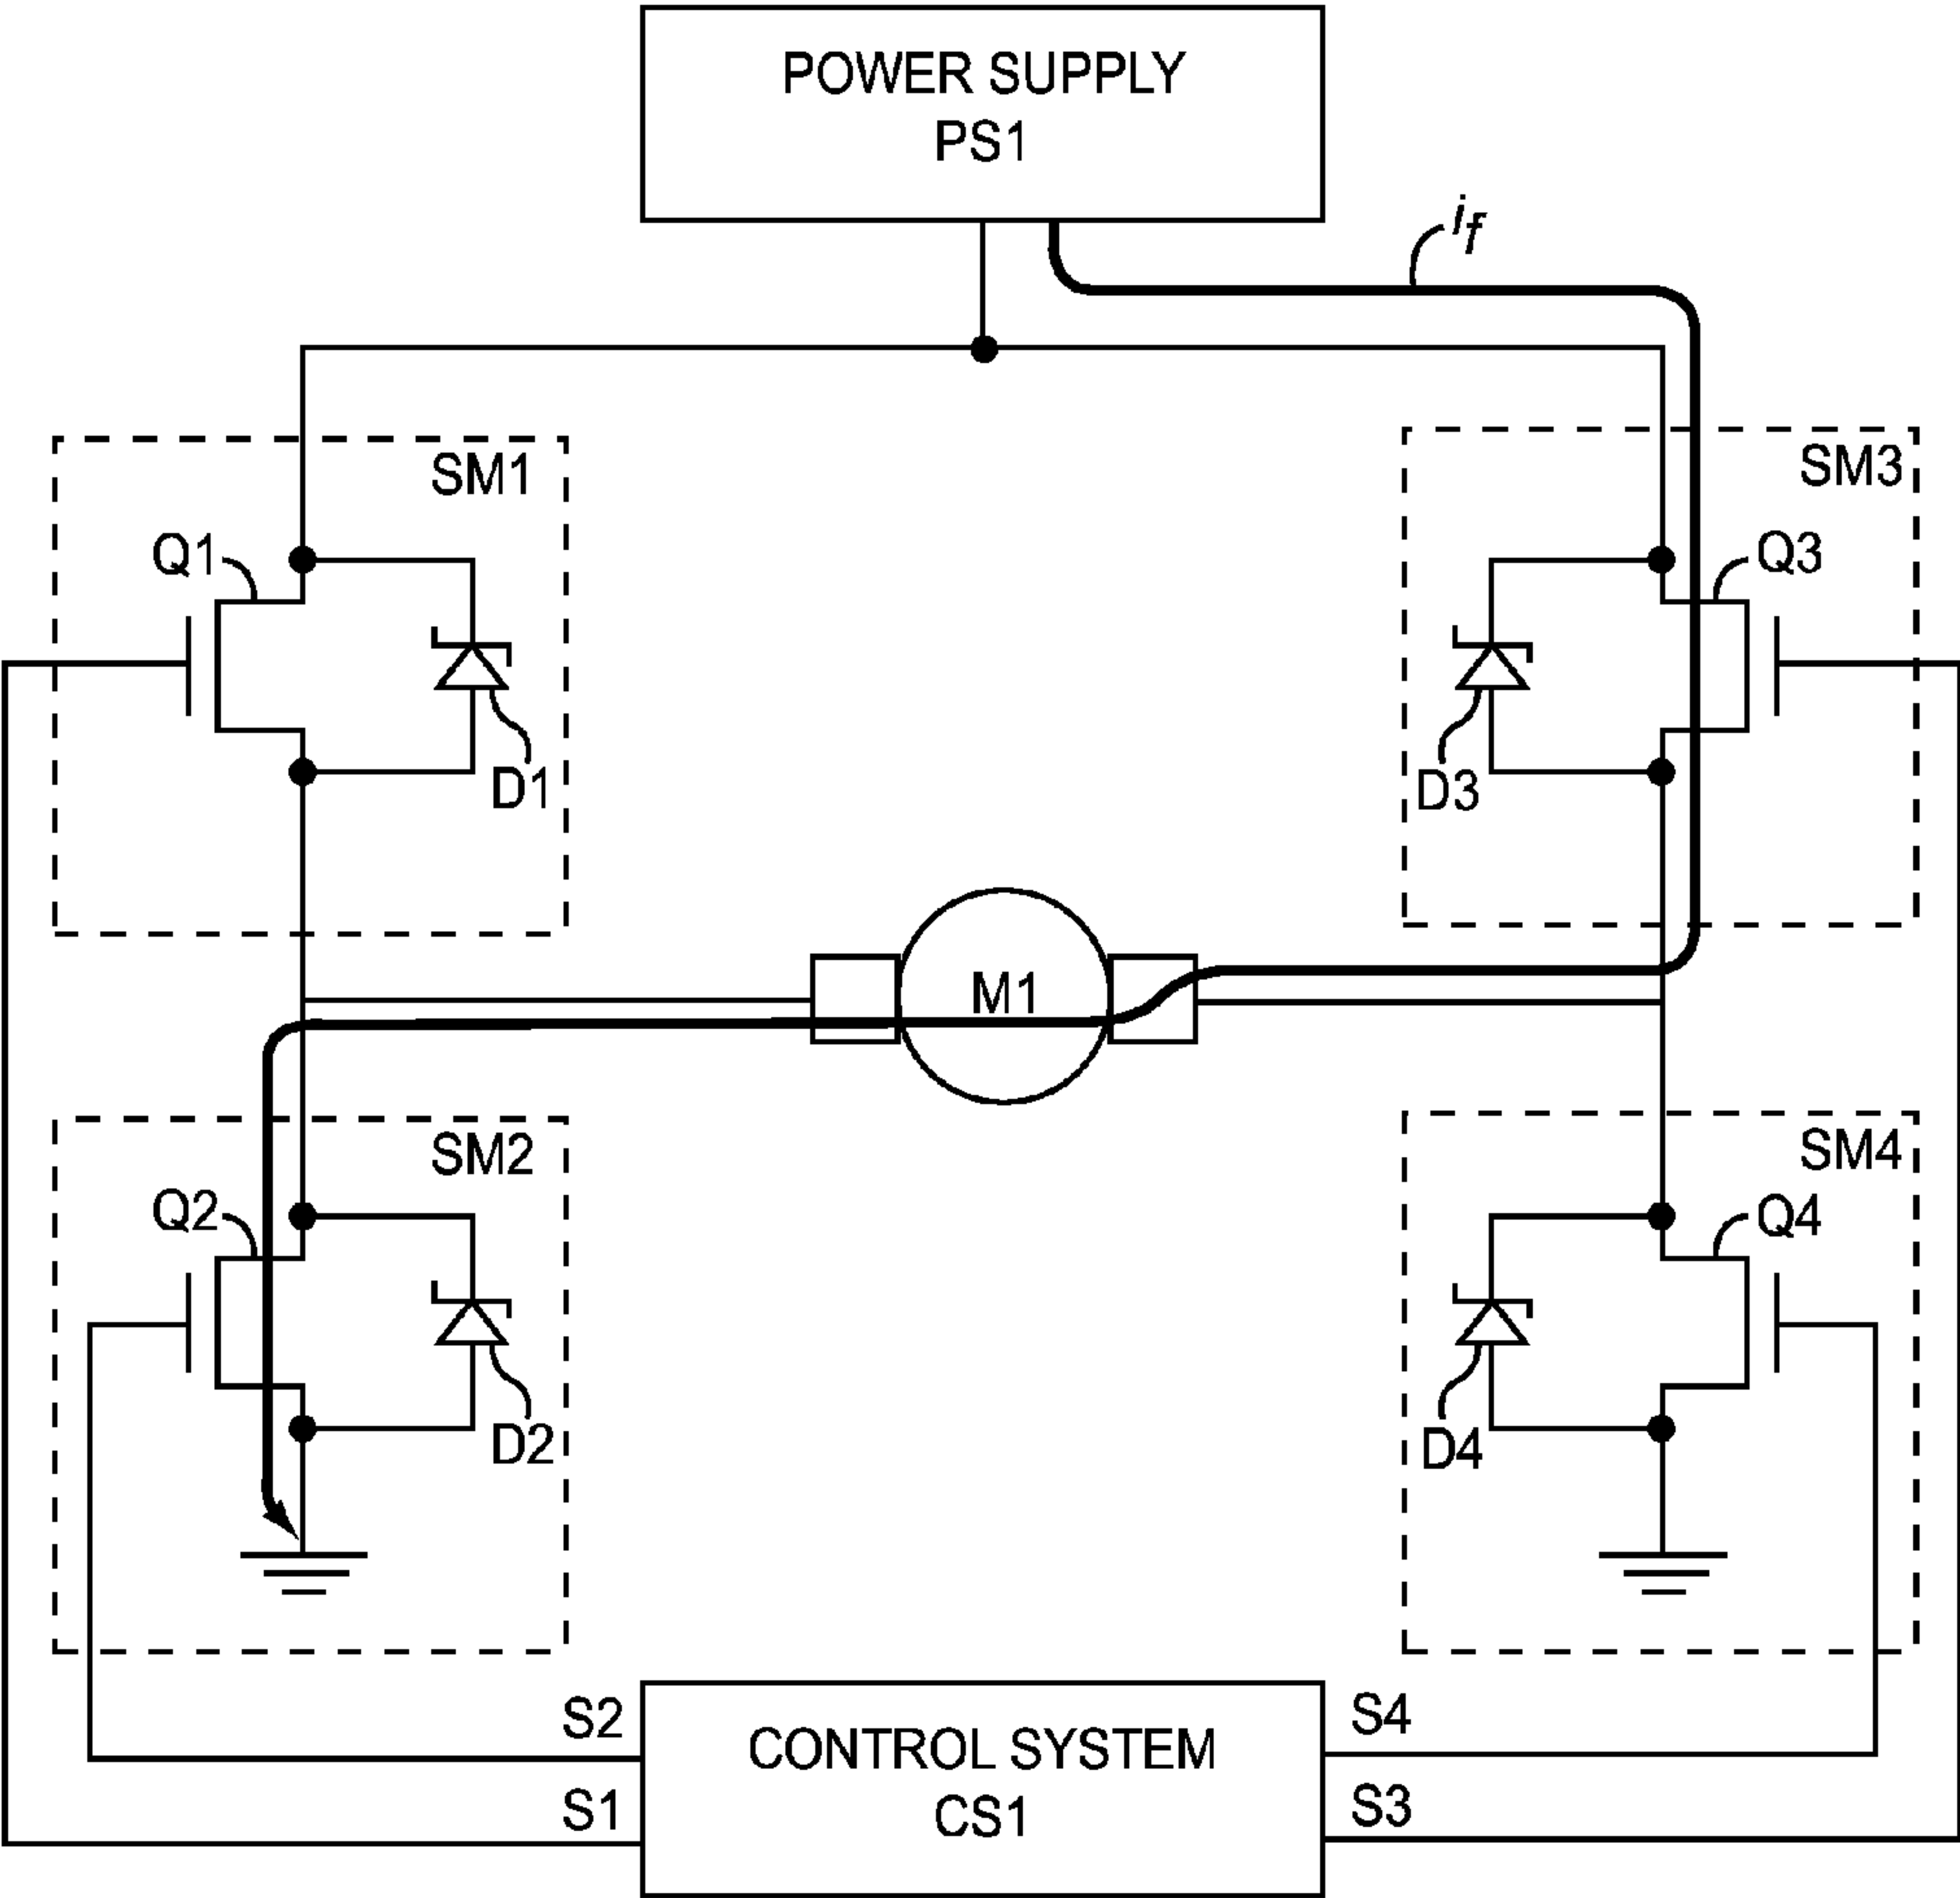 POWER SUPPLY
PS1
if
SM1
SM3
Q1
Q3
D1
D3
M1
SM2
SM4
Q2
Q4
D2
D4
S2
S4
CONTROL SYSTEM
CS1
S1
S3